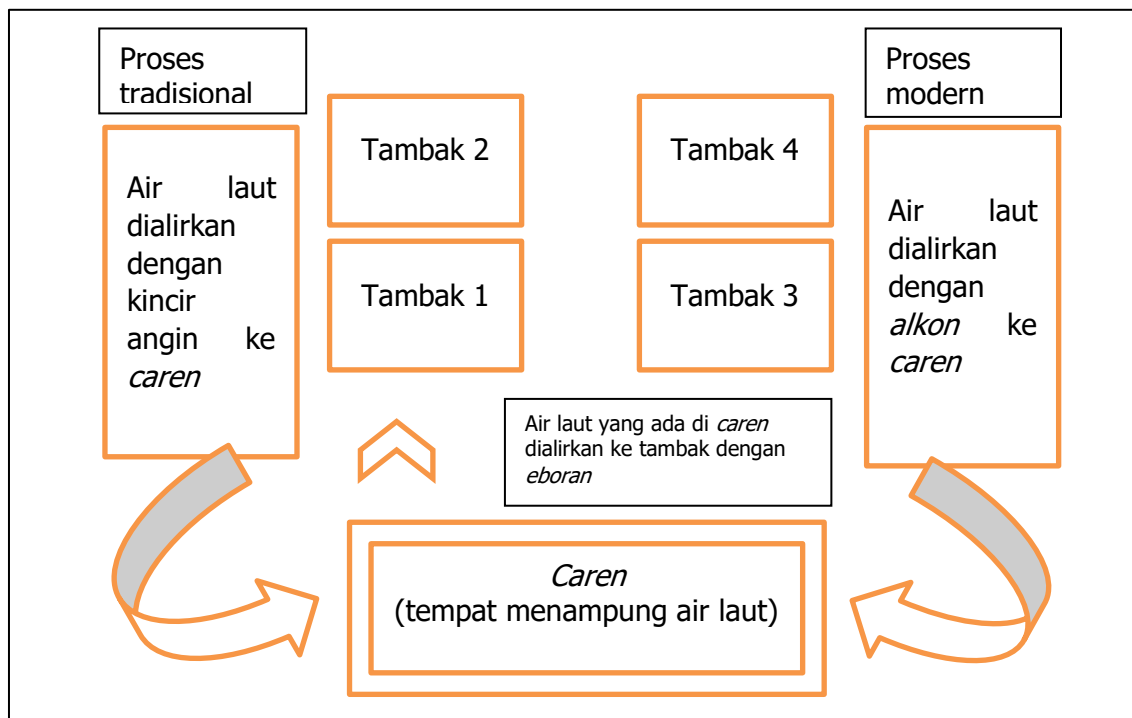 Proses
tradisional
Proses
modern
Tambak 2
Tambak 4
Air laut
dialirkan
dengan
kincir
angin ke
caren
Tambak 1
Tambak 3
Air laut
dialirkan
dengan
alkon ke
caren
Air laut yang ada di caren
dialirkan ke tambak dengan
eboran
Caren
(tempat menampung air laut)